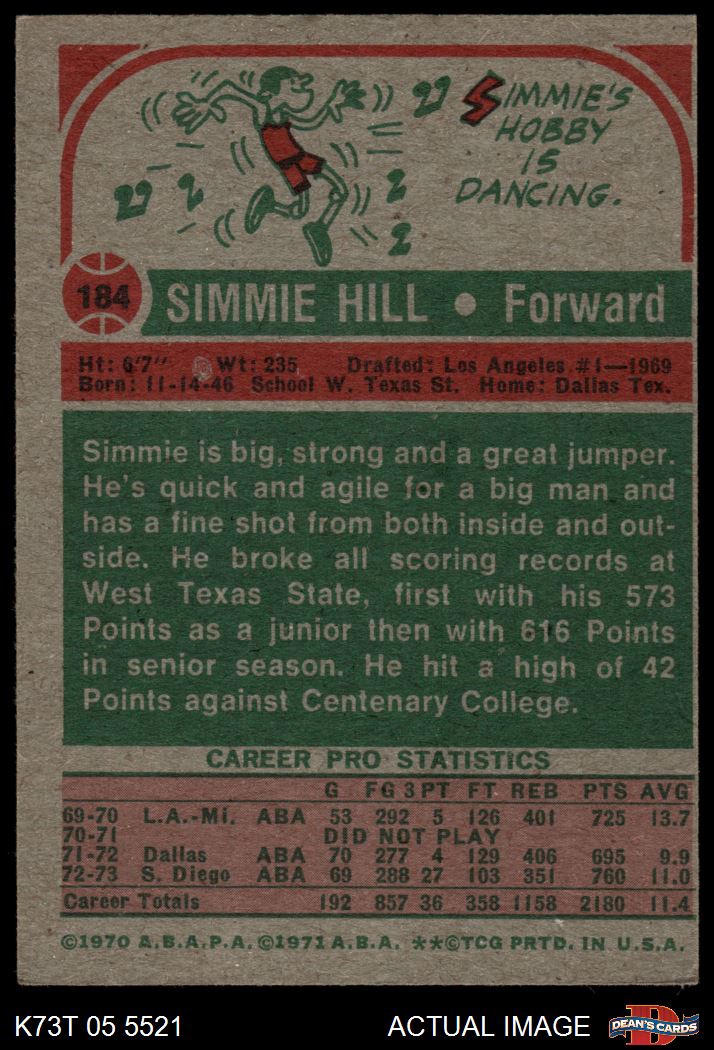 SIMMIE'S
HOBBY
IS
DANCING.
184
SIMMIE HILL • Forward
Ht: 6'7" Wt: 235 Drafted: Los Angeles #1—1969
Born: 11-14-46 School W. Texas St. Home: Dallas Tex.
Simmie is big, strong and a great jumper.
He's quick and agile for a big man and
has a fine shot from both inside and out-
side. He broke all scoring records at
West Texas State, first with his 573
Points as a junior then with 616 Points
in senior season. He hit a high of 42
Points against Centenary College.
CAREER PRO STATISTICS
G FG 3PT FT REB PTS AVG
69-70 L.A.-Mi. ABA 53 292 5 126 401 725 13.7
70-71 DID NOT PLAY
71-72 Dallas ABA 70 277 4 129 406 695 9.9
72-73 S. Diego ABA 69 288 27 103 351 760 11.0
Career Totals 192 857 36 358 1158 2180 11.4
©1970 A.B.A.P.A. ©1971 A.B.A. **©TCG PRTD. IN U.S.A.
K73T 05 5521 ACTUAL IMAGE DEAN'S CARDS